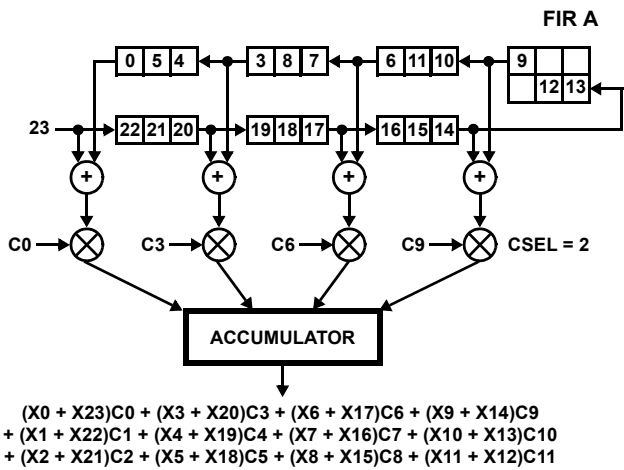 FIR A
0 5 4 3 8 7 6 11 10 9
12 13
23 22 21 20 19 18 17 16 15 14
+ + + +
C0 C3 C6 C9 CSEL = 2
ACCUMULATOR
(X0 + X23)C0 + (X3 + X20)C3 + (X6 + X17)C6 + (X9 + X14)C9
+ (X1 + X22)C1 + (X4 + X19)C4 + (X7 + X16)C7 + (X10 + X13)C10
+ (X2 + X21)C2 + (X5 + X18)C5 + (X8 + X15)C8 + (X11 + X12)C11